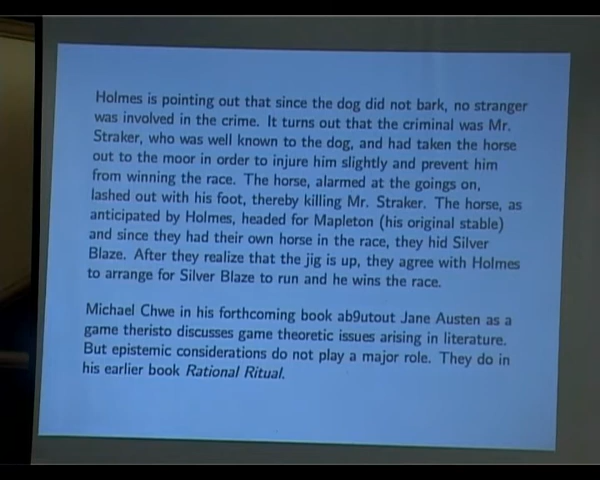 Holmes is pointing out that since the dog did not bark, no stranger
was involved in the crime. It turns out that the criminal was Mr.
Straker, who was well known to the dog, and had taken the horse
out to the moor in order to injure him slightly and prevent him
from winning the race. The horse, alarmed at the goings on,
lashed out with his foot, thereby killing Mr. Straker. The horse, as
anticipated by Holmes, headed for Mapleton (his original stable)
and since they had their own horse in the race, they hid Silver
Blaze. After they realize that the jig is up, they agree with Holmes
to arrange for Silver Blaze to run and he wins the race.
Michael Chwe in his forthcoming book ab9utout Jane Austen as a
game theristo discusses game theoretic issues arising in literature.
But epistemic considerations do not play a major role. They do in
his earlier book Rational Ritual.